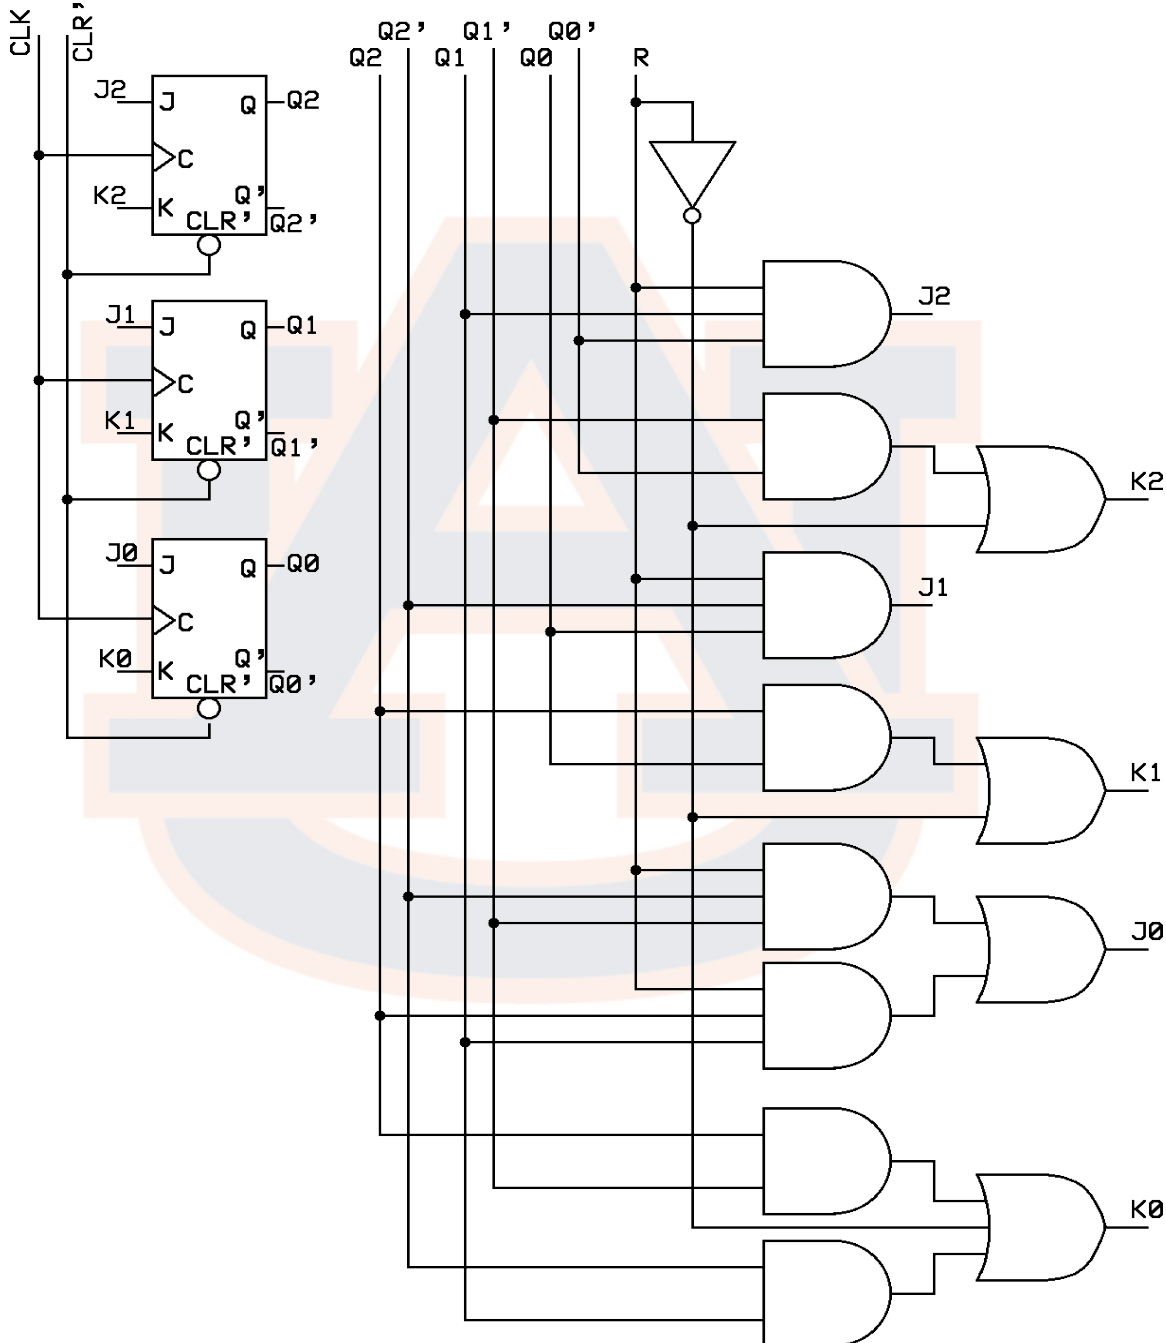 CLK CLR'
Q2' Q1' Q0'
Q2 Q1 Q0 R
J2 J Q Q2
C
K2 K Q' Q2'
CLR'
J1 J Q Q1
C
K1 K Q' Q1'
CLR'
J0 J Q Q0
C
K0 K Q' Q0'
CLR'
J2
K2
J1
K1
J0
K0